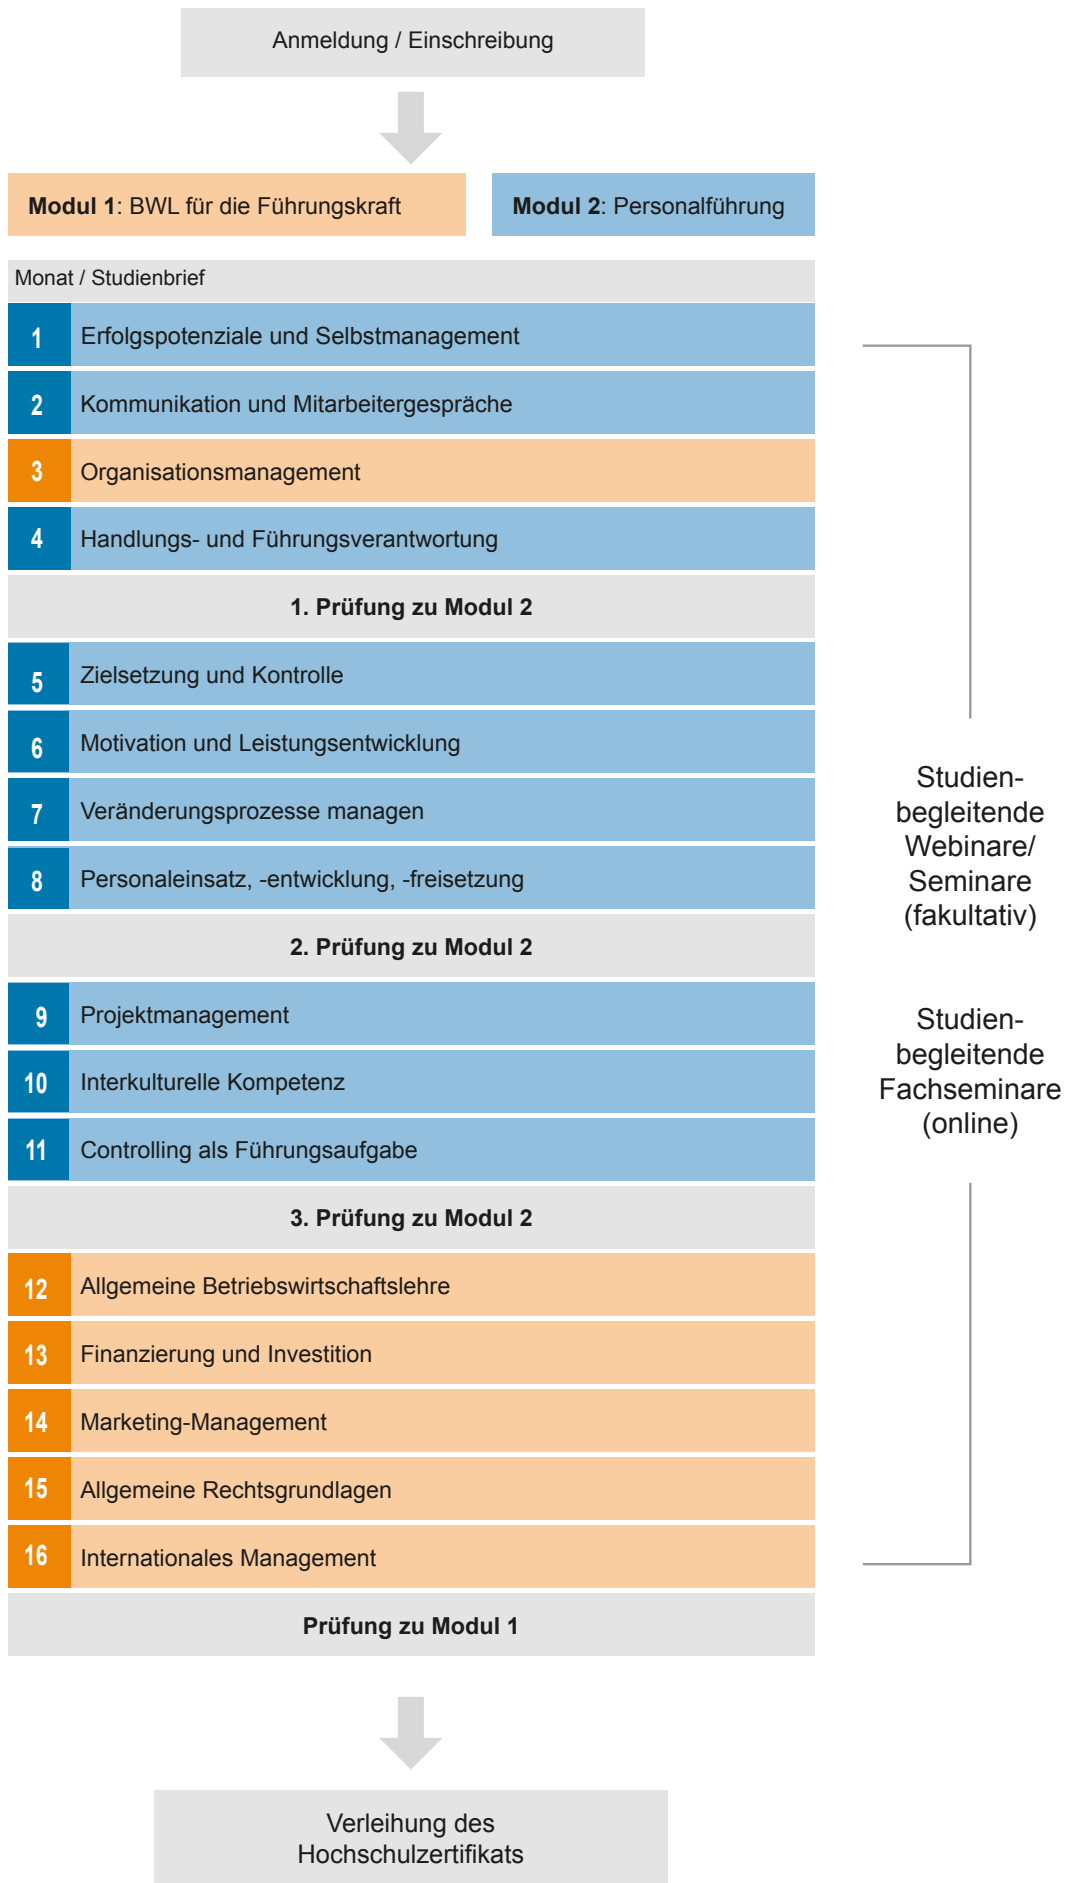 Anmeldung / Einschreibung
Modul 1: BWL für die Führungskraft
Modul 2: Personalführung
Monat / Studienbrief
1 Erfolgspotenziale und Selbstmanagement
2 Kommunikation und Mitarbeitergespräche
3 Organisationsmanagement
4 Handlungs- und Führungsverantwortung
1. Prüfung zu Modul 2
5 Zielsetzung und Kontrolle
6 Motivation und Leistungsentwicklung
7 Veränderungsprozesse managen
8 Personaleinsatz, -entwicklung, -freisetzung
2. Prüfung zu Modul 2
9 Projektmanagement
10 Interkulturelle Kompetenz
11 Controlling als Führungsaufgabe
3. Prüfung zu Modul 2
12 Allgemeine Betriebswirtschaftslehre
13 Finanzierung und Investition
14 Marketing-Management
15 Allgemeine Rechtsgrundlagen
16 Internationales Management
Prüfung zu Modul 1
Studien-
begleitende
Webinare/
Seminare
(fakultativ)
Studien-
begleitende
Fachseminare
(online)
Verleihung des
Hochschulzertifikats